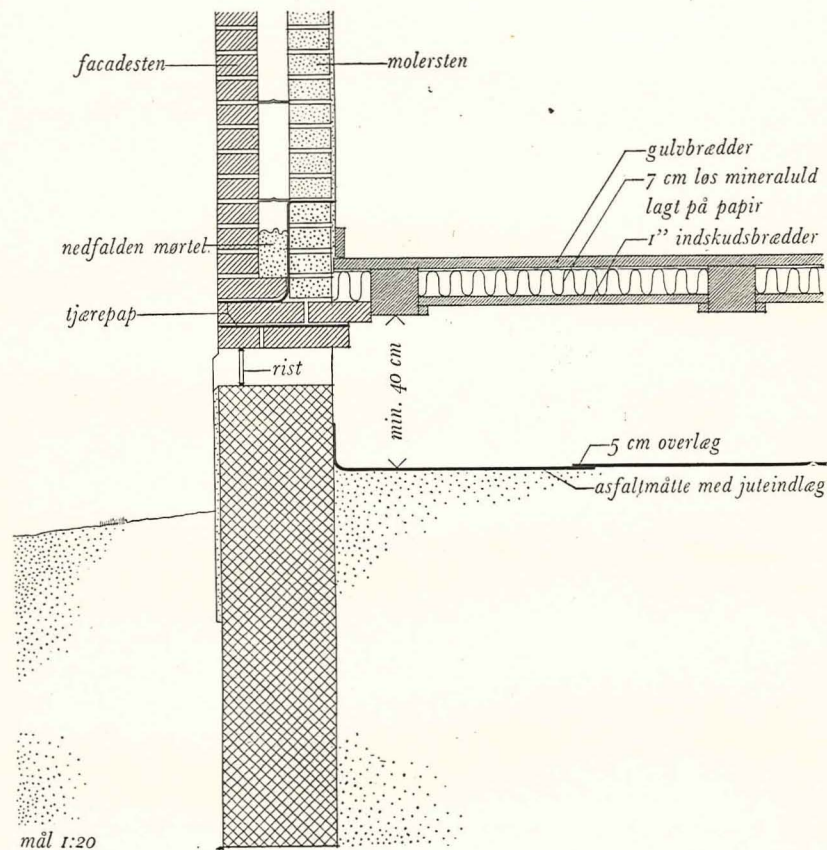 facadesten
molersten
gulvbrædder
7 cm løs mineraluld
lagt på papir
1" indskudsbrædder
nedfalden mørtel
tjærepap
rist
min. 40 cm
5 cm overlæg
asfaltmåtte med juteindlæg
mål 1:20